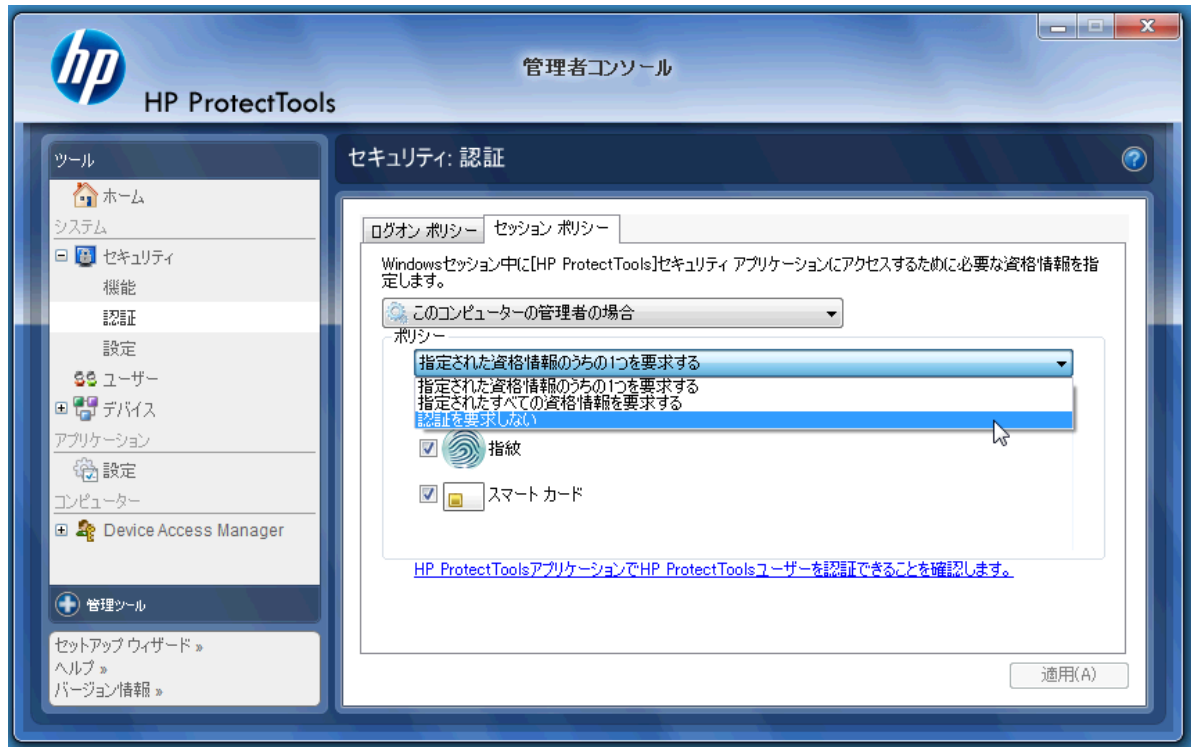 管理者コンソール
hp
HP ProtectTools
ツール
ホーム
システム
セキュリティ
機能
認証
設定
ユーザー
デバイス
アプリケーション
設定
コンピューター
Device Access Manager
管理ツール
セットアップ ウィザード »
ヘルプ »
バージョン情報 »
セキュリティ: 認証
ログオン ポリシー
セッション ポリシー
Windowsセッション中に[HP ProtectTools]セキュリティ アプリケーションにアクセスするために必要な資格情報を指
定します。
このコンピューターの管理者の場合
ポリシー
指定された資格情報のうちの1つを要求する
指定された資格情報のうちの1つを要求する
指定されたすべての資格情報を要求する
認証を要求しない
指紋
スマート カード
HP ProtectToolsアプリケーションでHP ProtectToolsユーザーを認証できることを確認します。
適用(A)